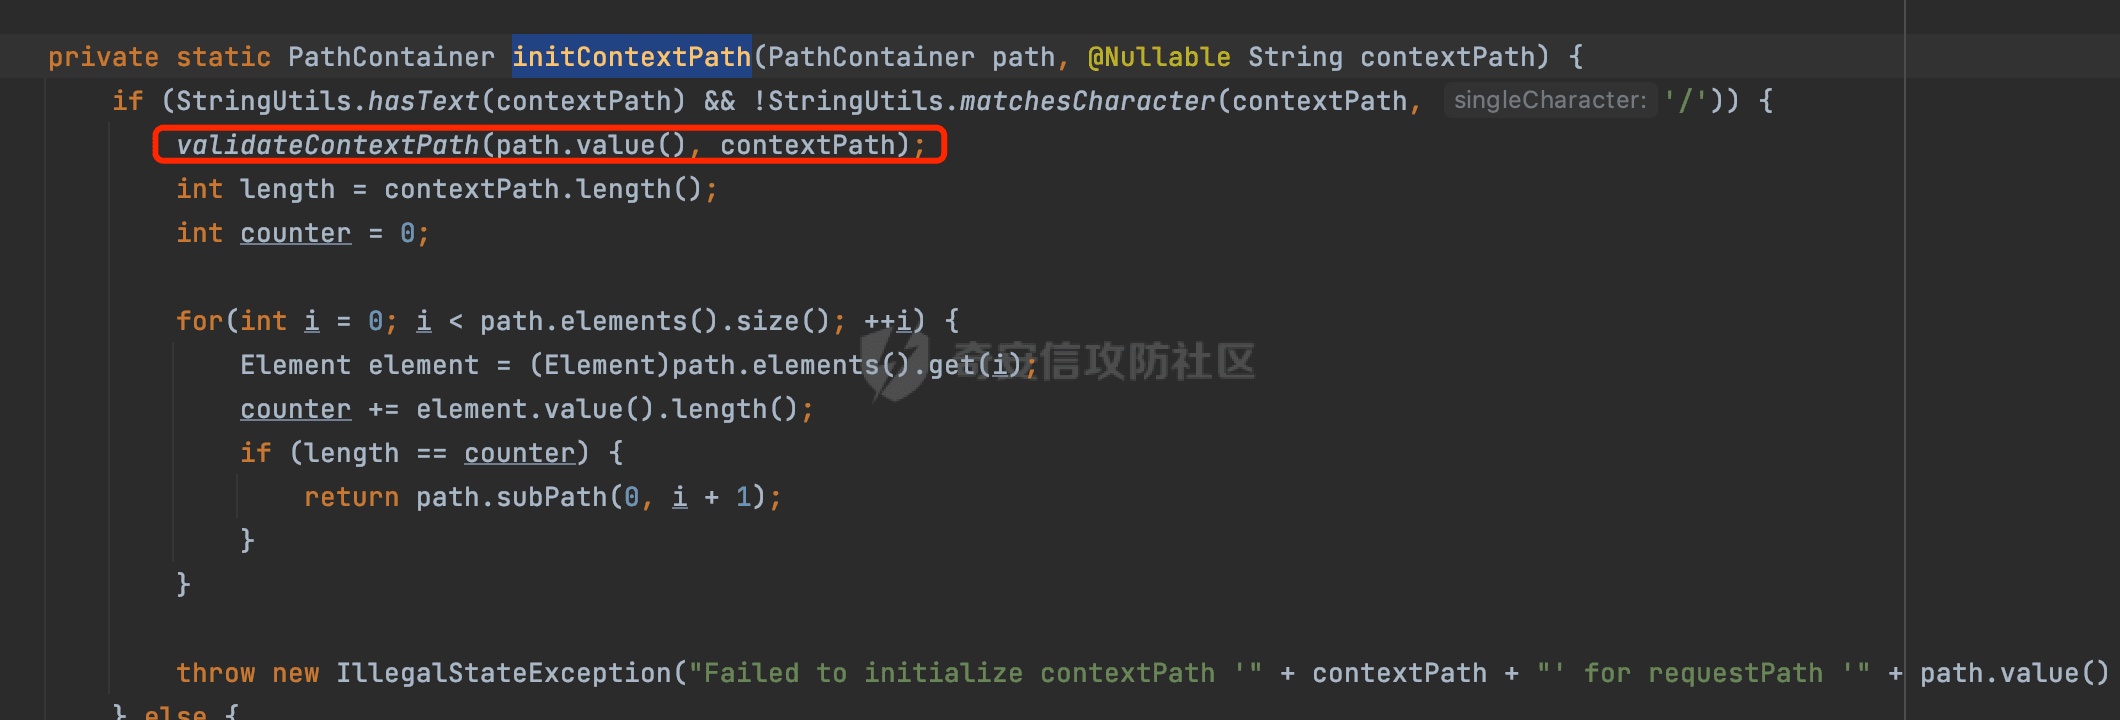 private static PathContainer initContextPath(PathContainer path, @Nullable String contextPath) {
if (StringUtils.hasText(contextPath) && !StringUtils.matchesCharacter(contextPath, singleCharacter: '/')) {
validateContextPath(path.value(), contextPath);
int length = contextPath.length();
int counter = 0;
for(int i = 0; i < path.elements().size(); ++i) {
Element element = (Element)path.elements().get(i);
奇安信攻防社区
counter += element.value().length();
if (length == counter) {
return path.subPath(0, i + 1);
}
}
throw new IllegalStateException("Failed to initialize contextPath '" + contextPath + "' for requestPath '" + path.value()
} else {